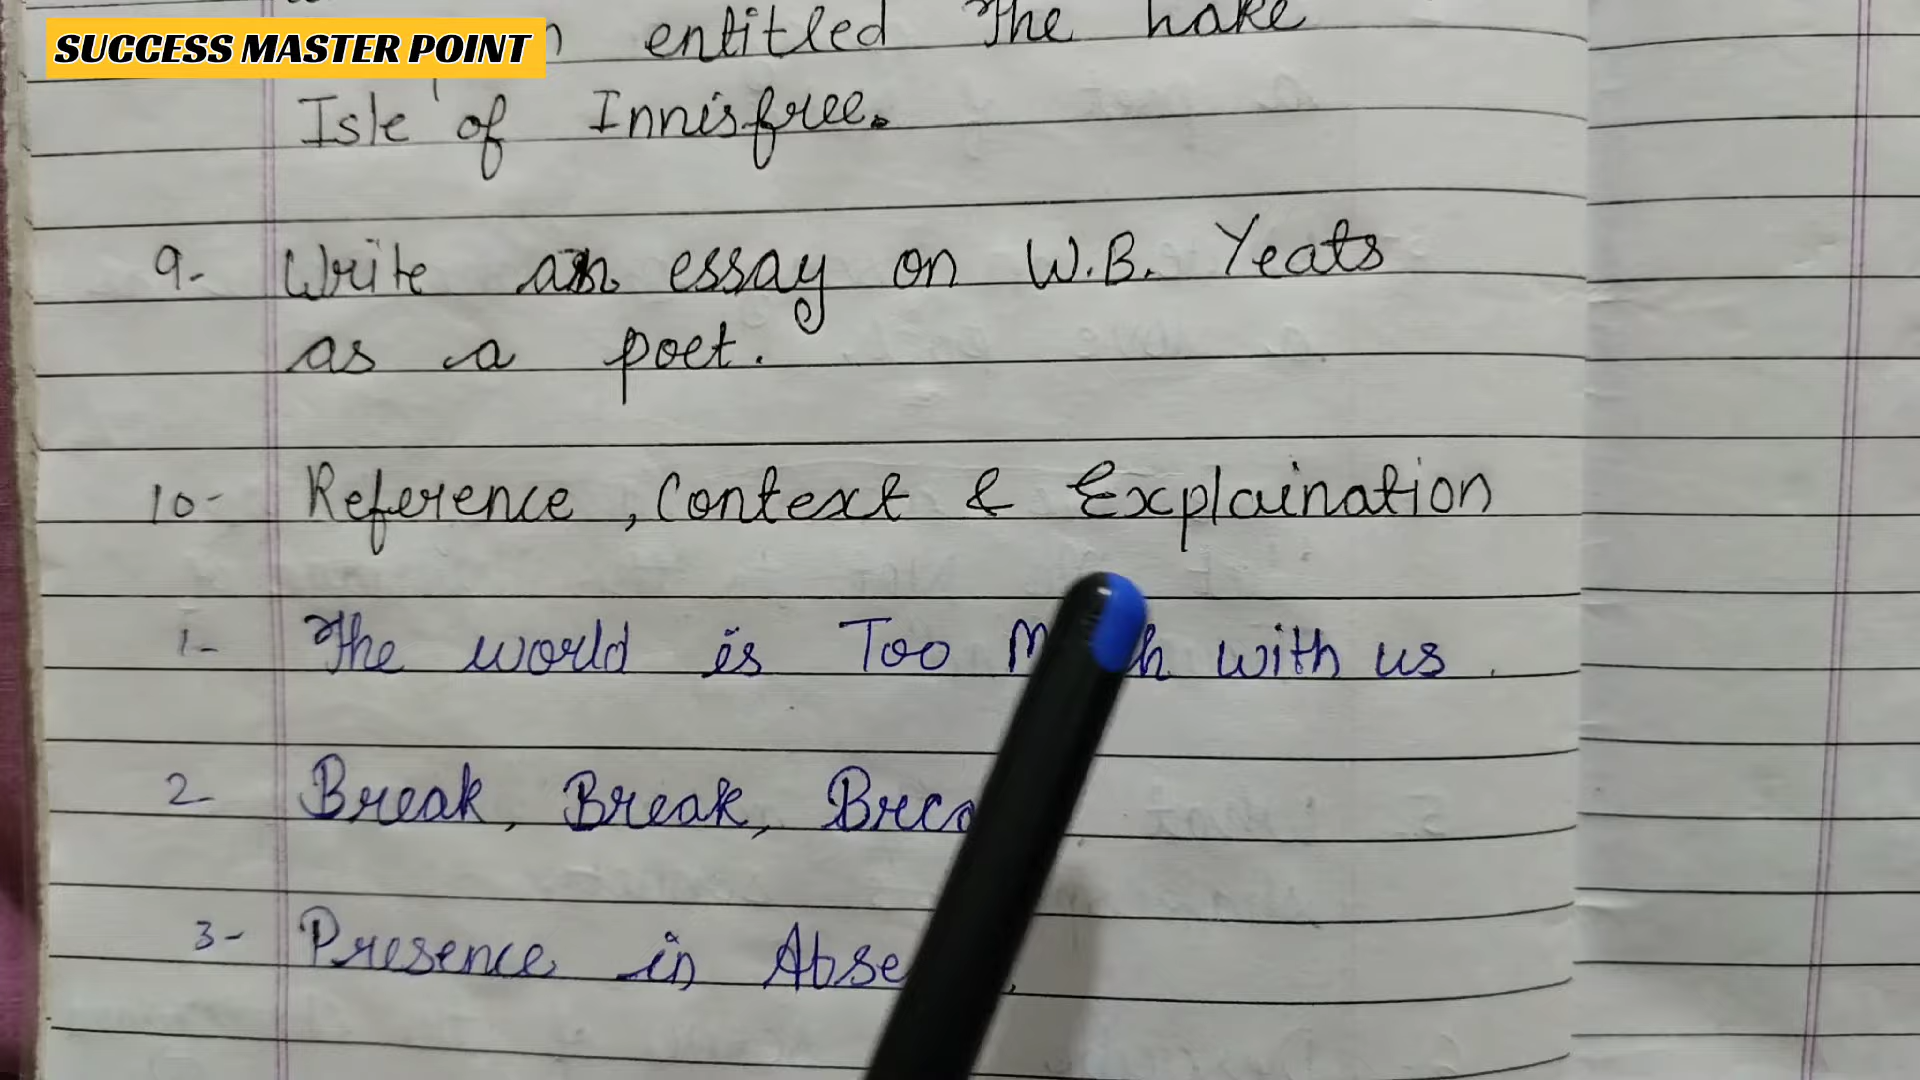 SUCCESS MASTER POINT
entitled The Lake
Isle of Innisfree.
9- Write an essay on W.B. Yeats
as a poet.
10- Reference, Context & Explaination
1- The world is Too with us.
2- Break, Break,
3- Presence in